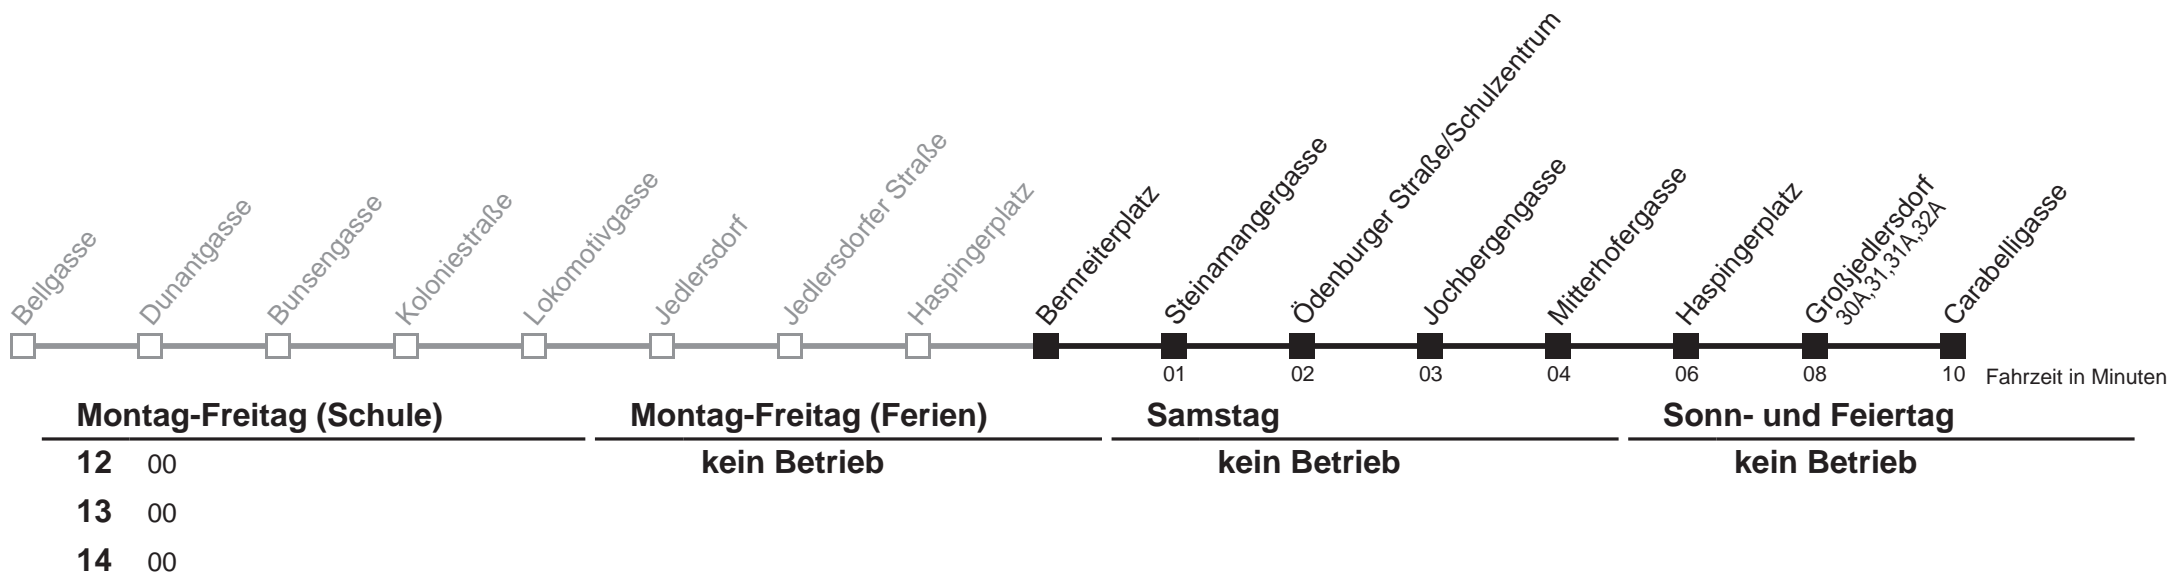 Bellgasse
Dunantgasse
Bunsengasse
Koloniestraße
Lokomotivgasse
Jedlersdorf
Jedlersdorfer Straße
Haspingerplatz
Bernreiterplatz
Steinamangergasse
Ödenburger Straße/Schulzentrum
Jochbergengasse
Mitterhofergasse
Haspingerplatz
Großjedlersdorf
30A,31,31A,32A
Carabelligasse
01 02 03 04 06 08 10 Fahrzeit in Minuten
Montag-Freitag (Schule) Montag-Freitag (Ferien) Samstag Sonn- und Feiertag
12 00 kein Betrieb kein Betrieb kein Betrieb
13 00
14 00